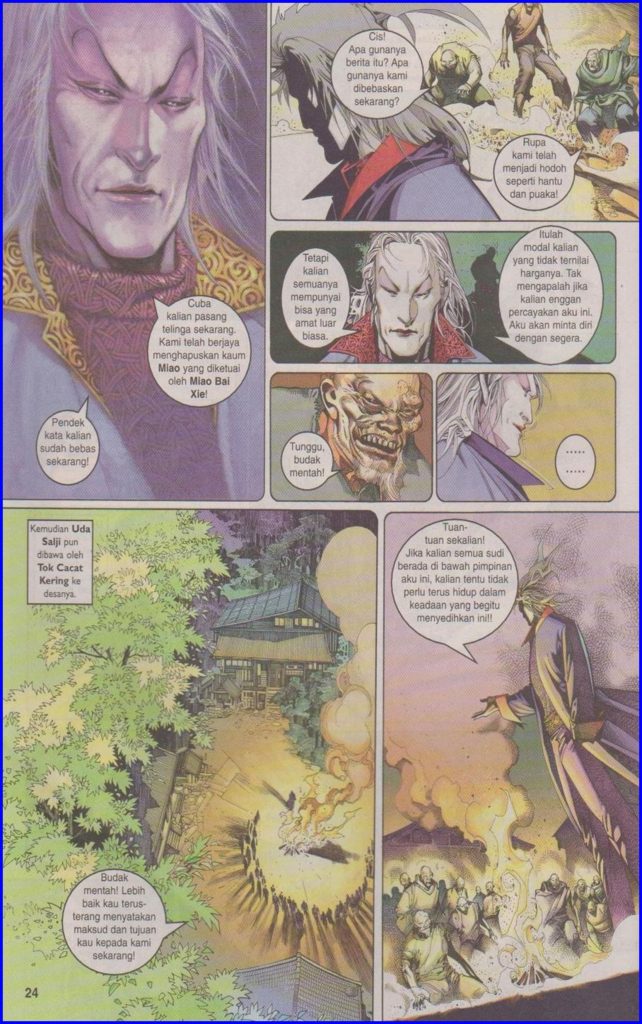 Cuba
kalian pasang
telinga sekarang.
Kami telah berjaya
menghapuskan kaum
Miao yang diketuai
oleh Miao Bai
Xie!
Pendek
kata kalian
sudah bebas
sekarang!
Cis!
Apa gunanya
berita itu? Apa
gunanya kami
dibebaskan
sekarang?
Rupa
kami telah
menjadi hodoh
seperti hantu
dan puaka!
Tetapi
kalian
semuanya
mempunyai
bisa yang
amat luar
biasa.
Itulah
modal kalian
yang tidak ternilai
harganya. Tak
mengapalah jika
kalian enggan
percayakan aku ini.
Aku akan minta diri
dengan segera.
Tunggu,
budak
mentah!
.....
.....
Kemudian Uda
Salji pun
dibawa oleh
Tok Cacat
Kering ke
desanya.
Budak
mentah! Lebih
baik kau terus-
terang menyatakan
maksud dan tujuan
kau kepada kami
sekarang!
Tuan-
tuan sekalian!
Jika kalian semua sudi
berada di bawah pimpinan
aku ini, kalian tentu tidak
perlu terus hidup dalam
keadaan yang begitu
menyedihkan ini!!
24